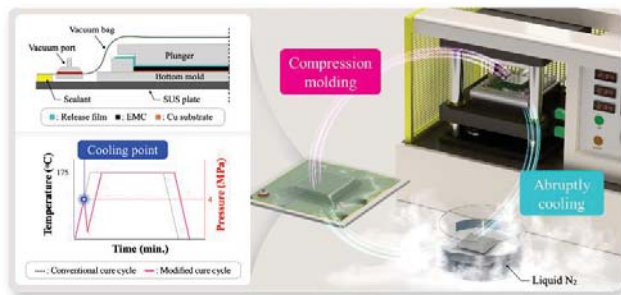 Vacuum bag
Vacuum port
Plunger
Bottom mold
Sealant
SUS plate
: Release film
: EMC
: Cu substrate
Cooling point
Temperature (°C)
175
Pressure (MPa)
Time (min.)
: Conventional cure cycle
: Modified cure cycle
Compression
molding
Abruptly
cooling
Liquid N₂